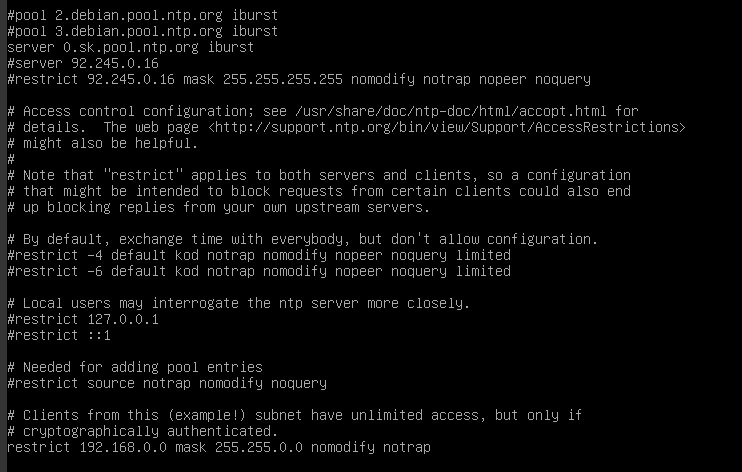 #pool 2.debian.pool.ntp.org iburst
#pool 3.debian.pool.ntp.org iburst
server 0.sk.pool.ntp.org iburst
#server 92.245.0.16
#restrict 92.245.0.16 mask 255.255.255.255 nomodify notrap nopeer noquery

# Access control configuration; see /usr/share/doc/ntp-doc/html/accopt.html for
# details.  The web page <http://support.ntp.org/bin/view/Support/AccessRestrictions>
# might also be helpful.
#
# Note that "restrict" applies to both servers and clients, so a configuration
# that might be intended to block requests from certain clients could also end
# up blocking replies from your own upstream servers.

# By default, exchange time with everybody, but don't allow configuration.
#restrict -4 default kod notrap nomodify nopeer noquery limited
#restrict -6 default kod notrap nomodify nopeer noquery limited

# Local users may interrogate the ntp server more closely.
#restrict 127.0.0.1
#restrict ::1

# Needed for adding pool entries
#restrict source notrap nomodify noquery

# Clients from this (example!) subnet have unlimited access, but only if
# cryptographically authenticated.
restrict 192.168.0.0 mask 255.255.0.0 nomodify notrap